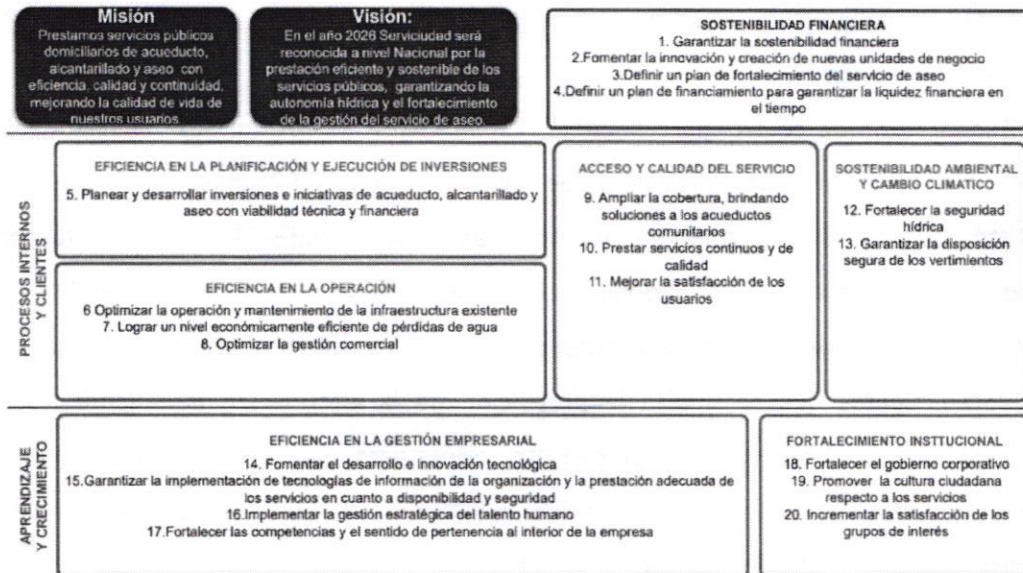 Misión
Prestamos servicios públicos
domiciliarios de acueducto,
alcantarillado y aseo con
eficiencia, calidad y continuidad,
mejorando la calidad de vida de
nuestros usuarios.
Visión:
En el año 2026 Serviciudad será
reconocida a nivel Nacional por la
prestación eficiente y sostenible de los
servicios públicos, garantizando la
autonomía hídrica y el fortalecimiento
de la gestión del servicio de aseo.
SOSTENIBILIDAD FINANCIERA
1. Garantizar la sostenibilidad financiera
2.Fomentar la innovación y creación de nuevas unidades de negocio
3.Definir un plan de fortalecimiento del servicio de aseo
4.Definir un plan de financiamiento para garantizar la liquidez financiera en
el tiempo
PROCESOS INTERNOS
Y CLIENTES
EFICIENCIA EN LA PLANIFICACIÓN Y EJECUCIÓN DE INVERSIONES
5. Planear y desarrollar inversiones e iniciativas de acueducto, alcantarillado y
aseo con viabilidad técnica y financiera
EFICIENCIA EN LA OPERACIÓN
6 Optimizar la operación y mantenimiento de la infraestructura existente
7. Lograr un nivel económicamente eficiente de pérdidas de agua
8. Optimizar la gestión comercial
ACCESO Y CALIDAD DEL SERVICIO
9. Ampliar la cobertura, brindando
soluciones a los acueductos
comunitarios
10. Prestar servicios continuos y de
calidad
11. Mejorar la satisfacción de los
usuarios
SOSTENIBILIDAD AMBIENTAL
Y CAMBIO CLIMATICO
12. Fortalecer la seguridad
hídrica
13. Garantizar la disposición
segura de los vertimientos
APRENDIZAJE
Y CRECIMIENTO
EFICIENCIA EN LA GESTIÓN EMPRESARIAL
14. Fomentar el desarrollo e innovación tecnológica
15.Garantizar la implementación de tecnologías de información de la organización y la prestación adecuada de
los servicios en cuanto a disponibilidad y seguridad
16.Implementar la gestión estratégica del talento humano
17.Fortalecer las competencias y el sentido de pertenencia al interior de la empresa
FORTALECIMIENTO INSTTUCIONAL
18. Fortalecer el gobierno corporativo
19. Promover la cultura ciudadana
respecto a los servicios
20. Incrementar la satisfacción de los
grupos de interés